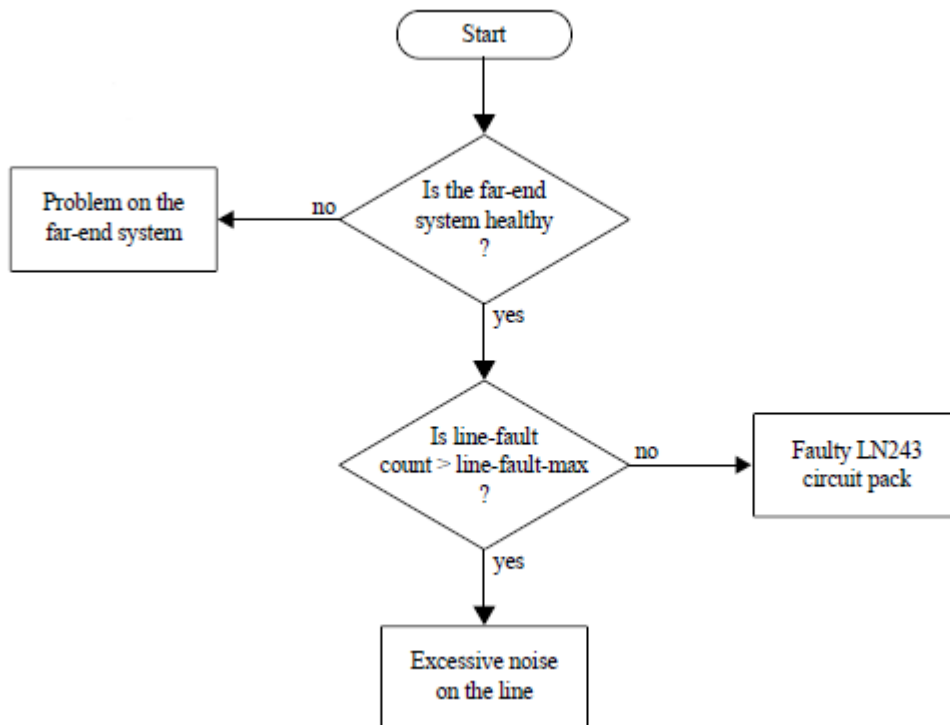 Start
Is the far-end
system healthy
?
no
Problem on the
far-end system
yes
Is line-fault
count > line-fault-max
?
no
Faulty LN243
circuit pack
yes
Excessive noise
on the line